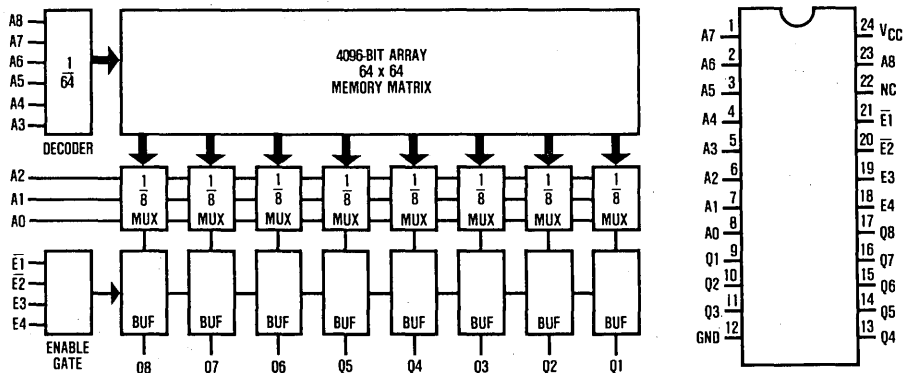 A8
A7
A6
A5
A4
A3
1
64
DECODER
4096-BIT ARRAY
64 x 64
MEMORY MATRIX
A2
A1
A0
1 1 1 1 1 1 1 1
8 8 8 8 8 8 8 8
MUX MUX MUX MUX MUX MUX MUX MUX
E1
E2
E3
E4
ENABLE
GATE
BUF BUF BUF BUF BUF BUF BUF BUF
Q8 Q7 Q6 Q5 Q4 Q3 Q2 Q1
A7 1 24 VCC
A6 2 23 A8
A5 3 22 NC
A4 4 21 E1
A3 5 20 E2
A2 6 19 E3
A1 7 18 E4
A0 8 17 Q8
Q1 9 16 Q7
Q2 10 15 Q6
Q3 11 14 Q5
GND 12 13 Q4